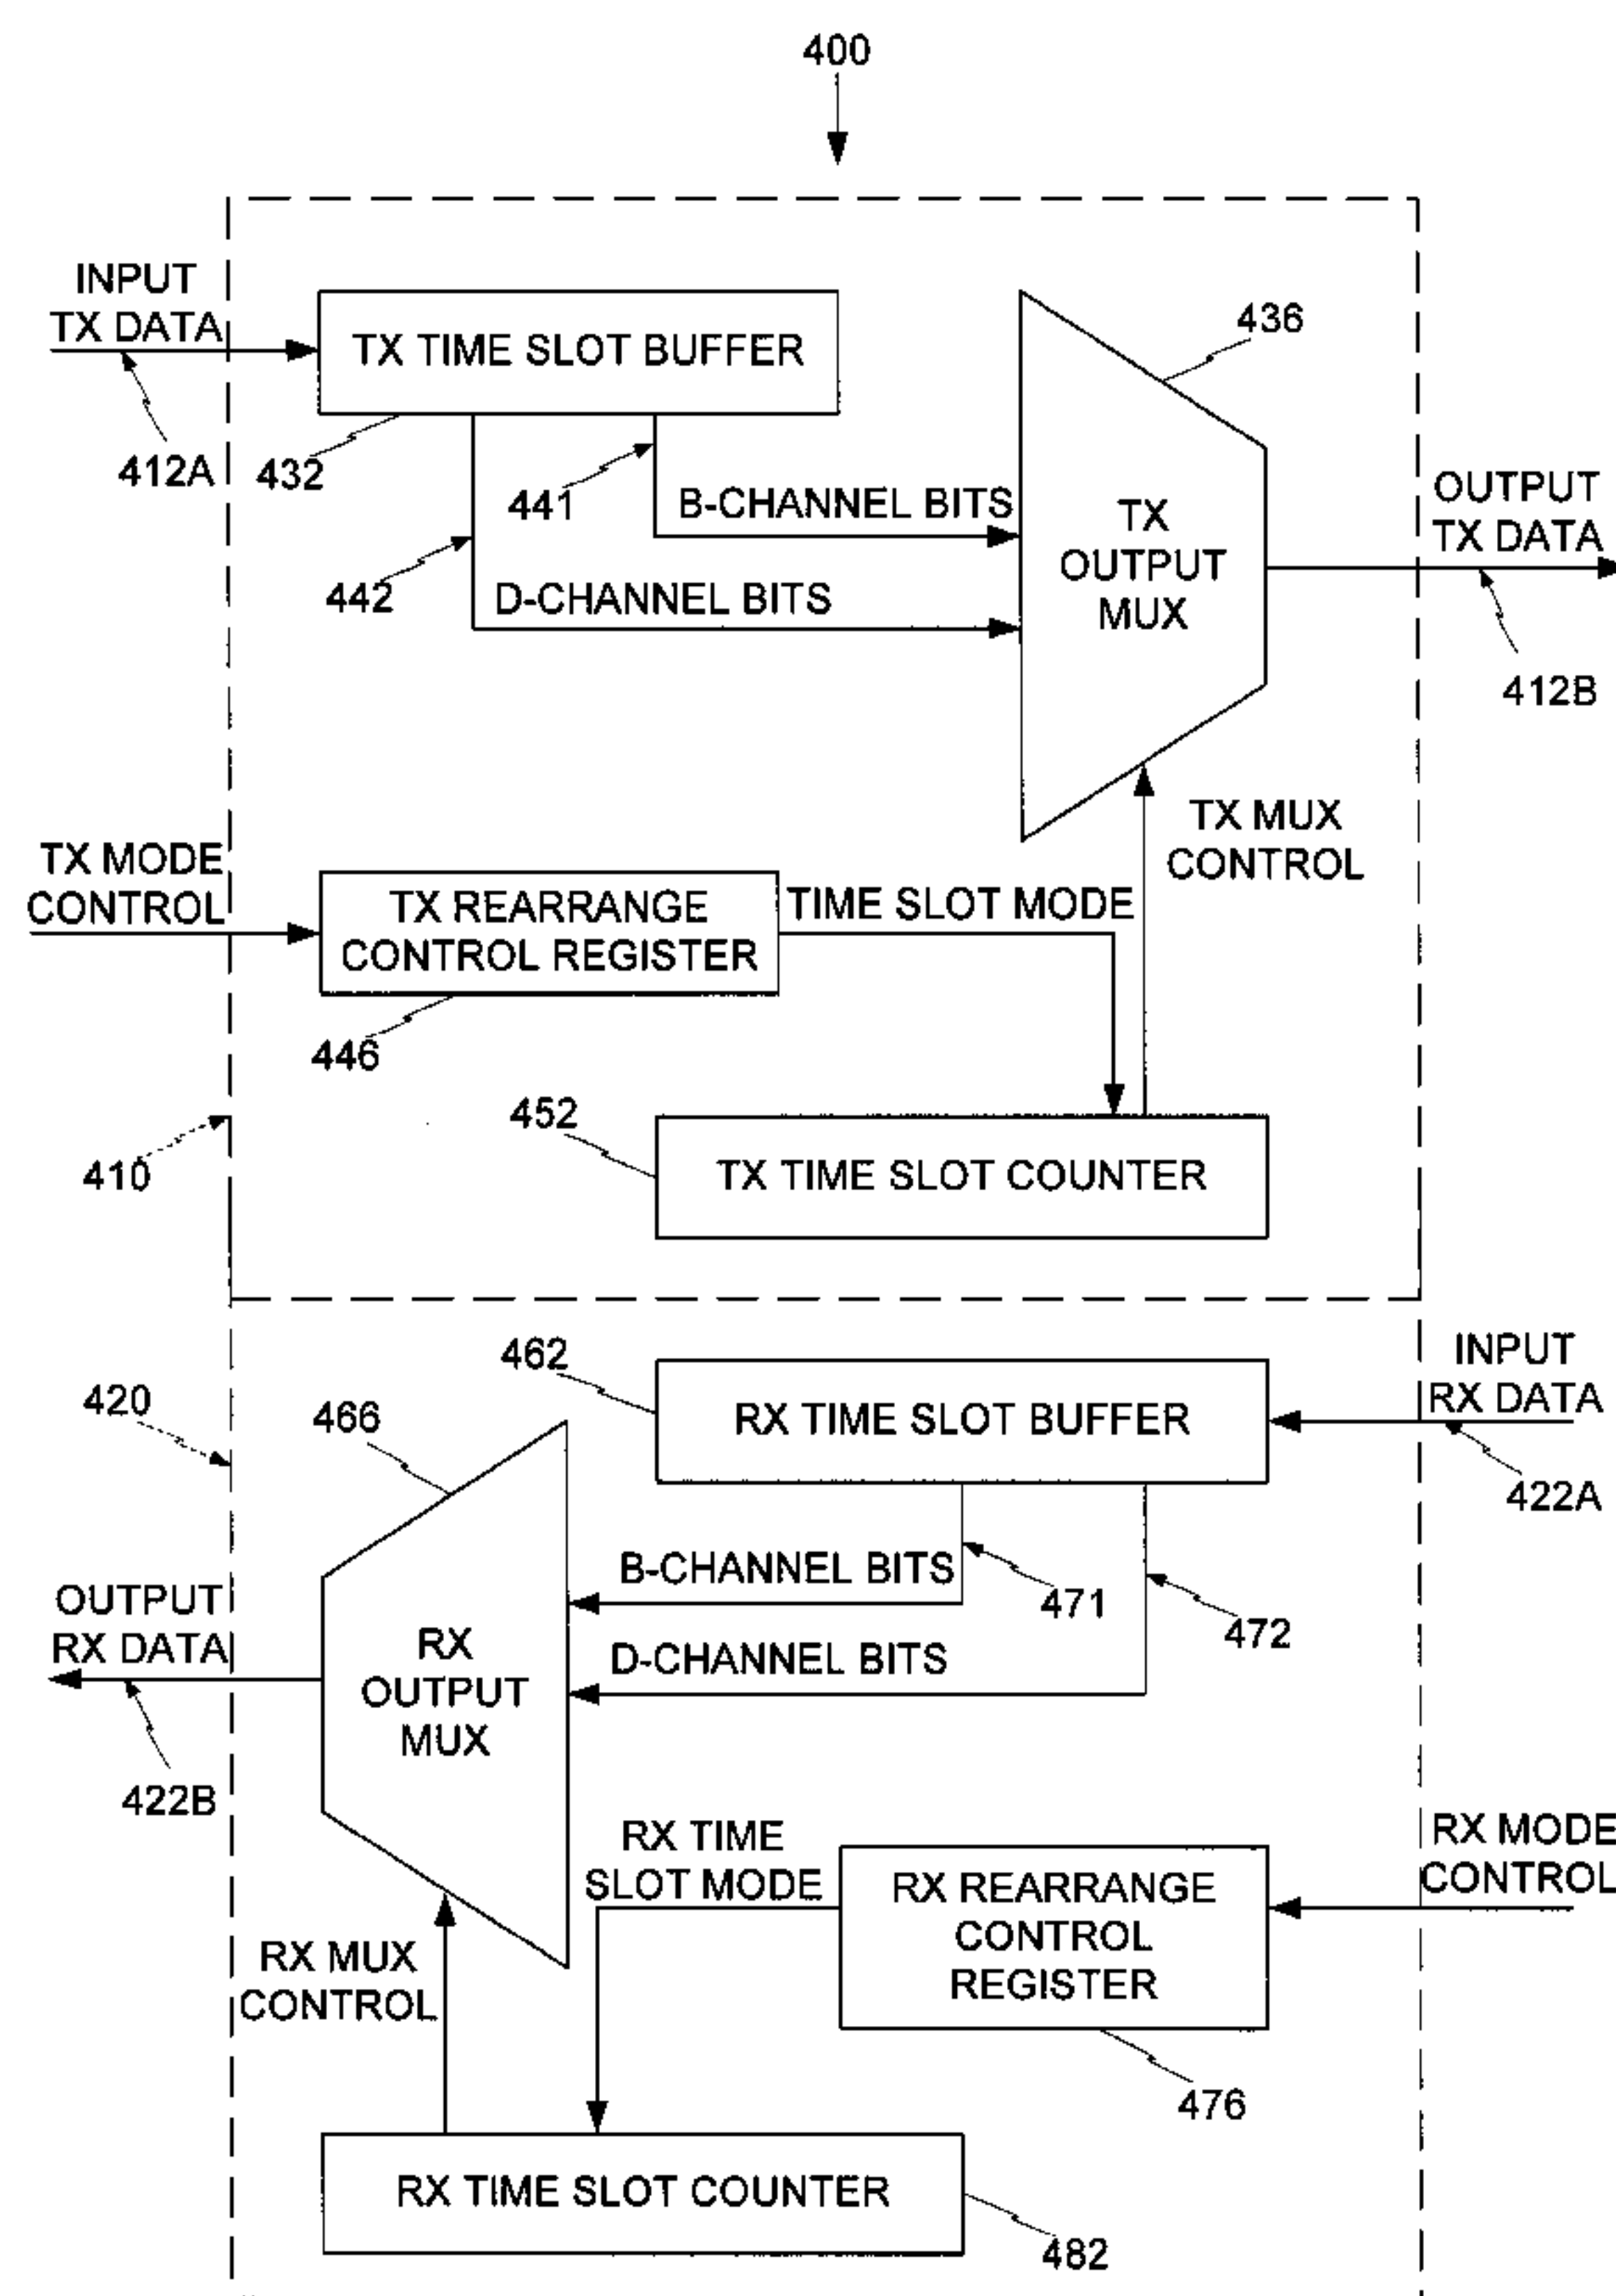 400
INPUT
TX DATA
412A
TX TIME SLOT BUFFER
432
441
442
B-CHANNEL BITS
D-CHANNEL BITS
436
TX
OUTPUT
MUX
OUTPUT
TX DATA
412B
TX MODE
CONTROL
TX REARRANGE
CONTROL REGISTER
446
TIME SLOT MODE
TX MUX
CONTROL
452
TX TIME SLOT COUNTER
410
420
462
RX TIME SLOT BUFFER
INPUT
RX DATA
422A
466
B-CHANNEL BITS
471
472
D-CHANNEL BITS
OUTPUT
RX DATA
422B
RX
OUTPUT
MUX
RX TIME
SLOT MODE
RX REARRANGE
CONTROL
REGISTER
476
RX MODE
CONTROL
RX MUX
CONTROL
RX TIME SLOT COUNTER
482